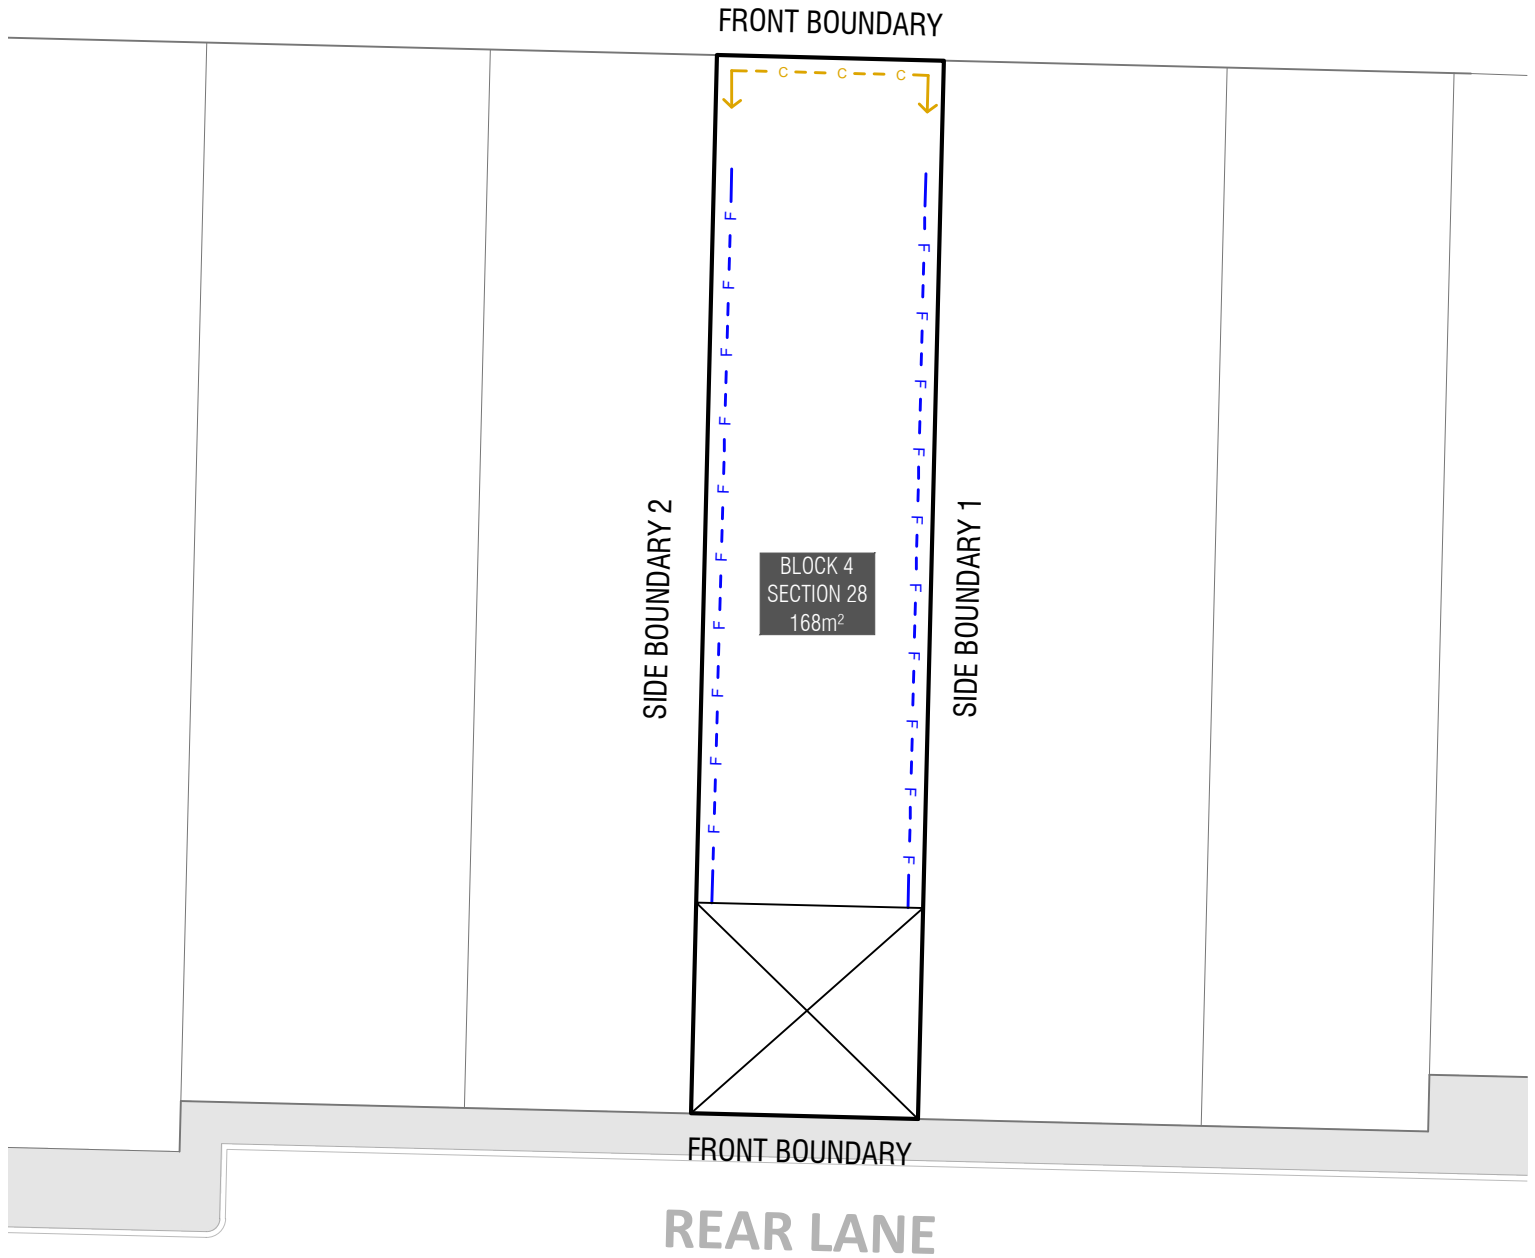 FRONT BOUNDARY
C C C
F F F F F F F F F F
F F F F F F F F F F
SIDE BOUNDARY 2
BLOCK 4
SECTION 28
168m²
SIDE BOUNDARY 1
FRONT BOUNDARY
REAR LANE